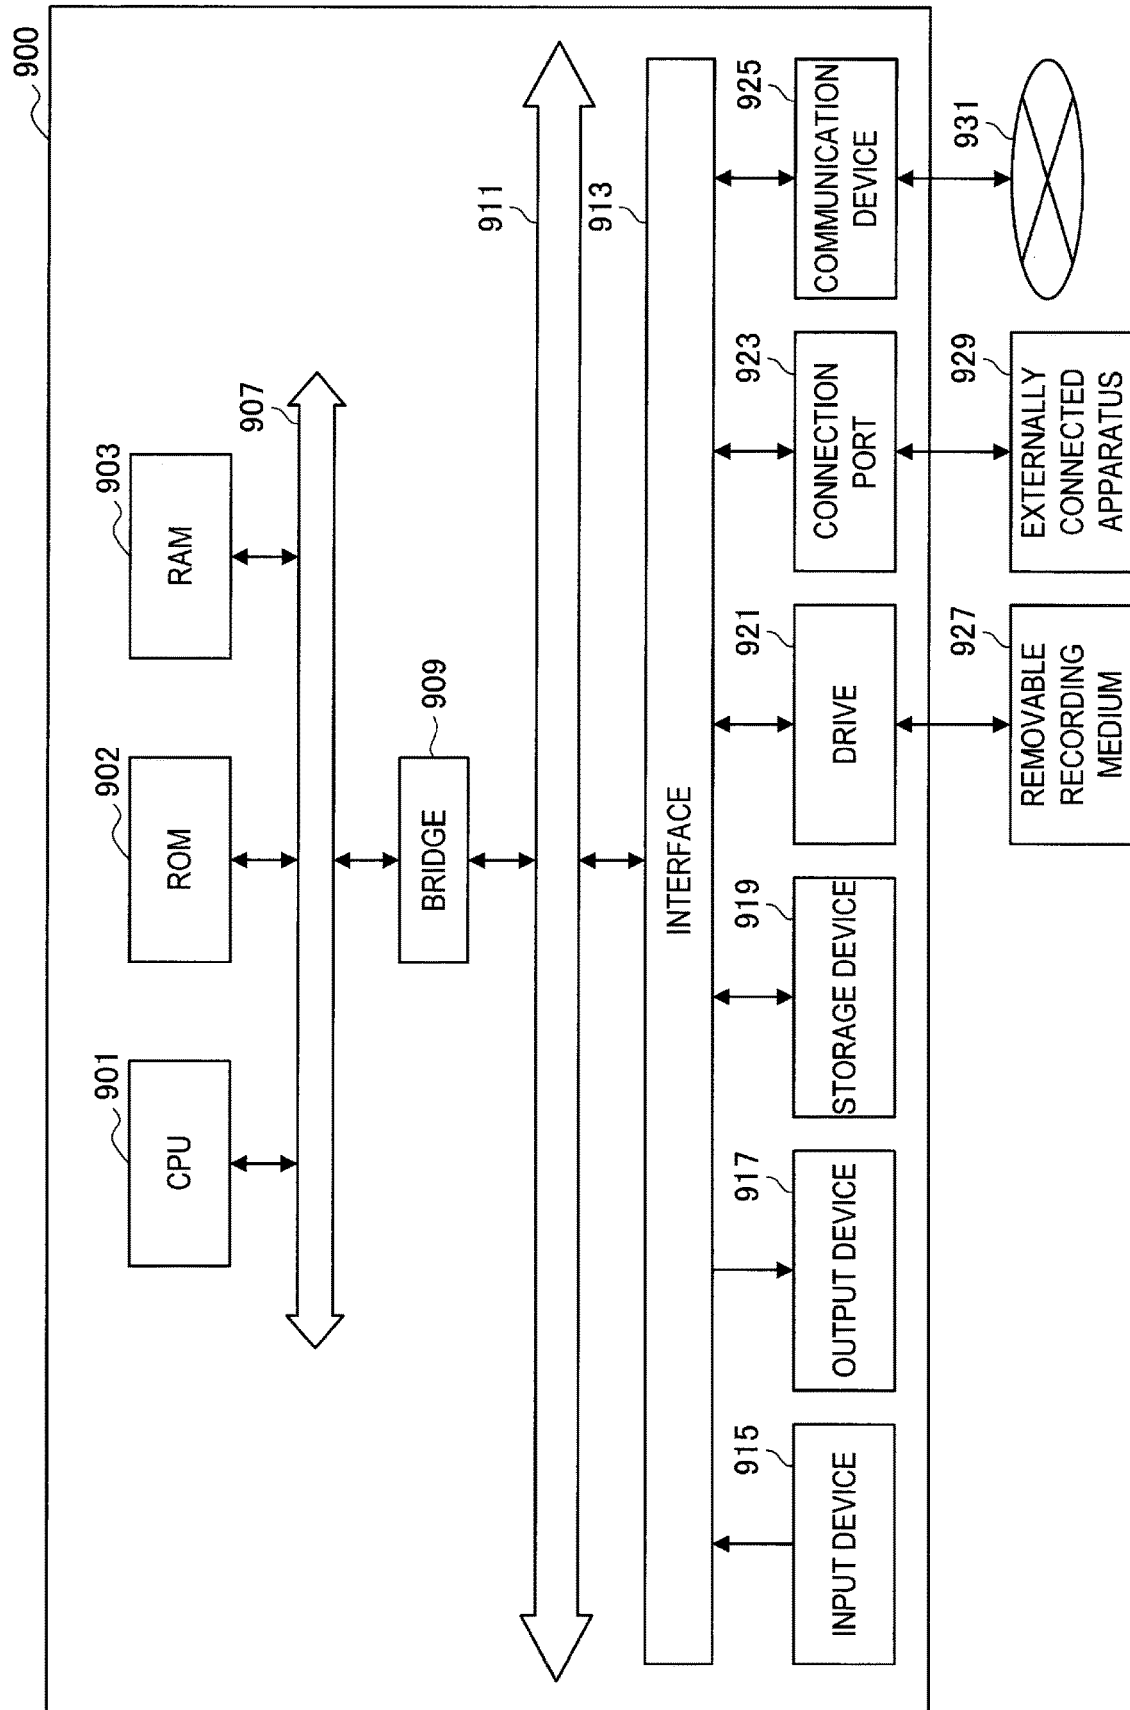 900
901
CPU
902
ROM
903
RAM
907
909
BRIDGE
911
913
INTERFACE
915
INPUT DEVICE
917
OUTPUT DEVICE
919
STORAGE DEVICE
921
DRIVE
923
CONNECTION
PORT
925
COMMUNICATION
DEVICE
927
REMOVABLE
RECORDING
MEDIUM
929
EXTERNALLY
CONNECTED
APPARATUS
931